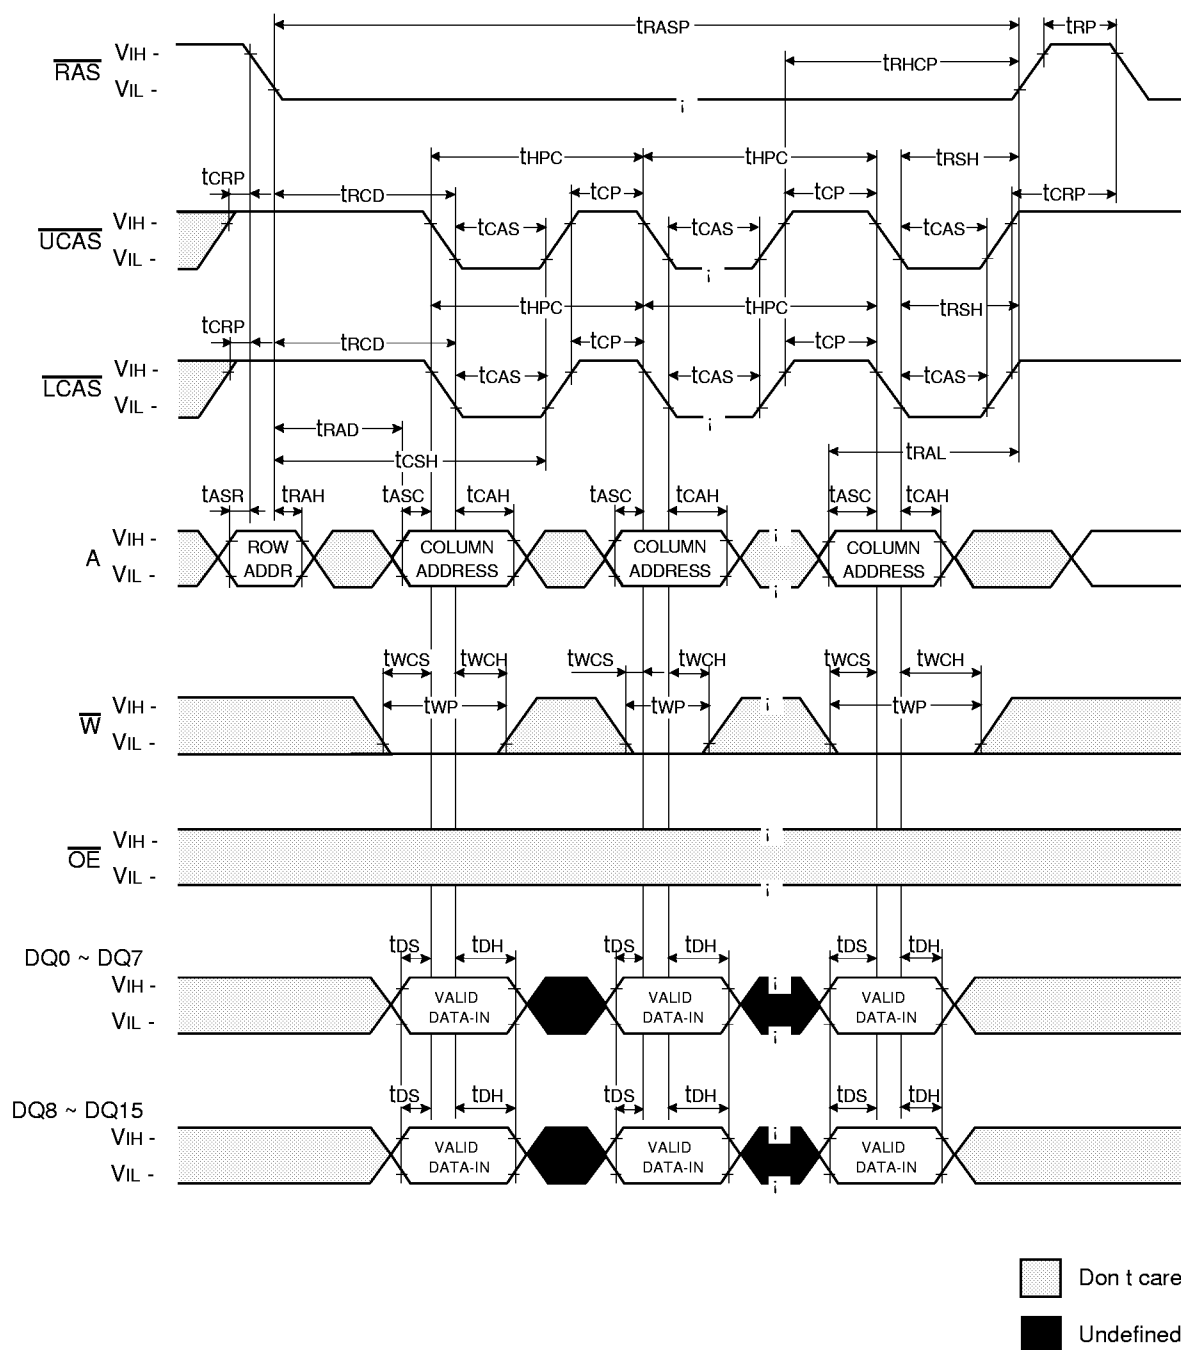 tRASP
tRP
RAS
VIH -
VIL -
tRHCP
tHPC
tHPC
tRSH
tCRP
tRCD
tCP
tCP
tCRP
UCAS
VIH -
VIL -
tCAS
tCAS
tCAS
tHPC
tHPC
tRSH
tCRP
tRCD
tCP
tCP
LCAS
VIH -
VIL -
tCAS
tCAS
tCAS
tRAD
tCSH
tRAL
tASR
tRAH
tASC
tCAH
tASC
tCAH
tASC
tCAH
A
VIH -
VIL -
ROW
ADDR
COLUMN
ADDRESS
COLUMN
ADDRESS
COLUMN
ADDRESS
tWCS
tWCH
tWCS
tWCH
tWCS
tWCH
W
VIH -
VIL -
tWP
tWP
tWP
OE
VIH -
VIL -
DQ0 ~ DQ7
VIH -
VIL -
tDS
tDH
tDS
tDH
tDS
tDH
VALID
DATA-IN
VALID
DATA-IN
VALID
DATA-IN
DQ8 ~ DQ15
VIH -
VIL -
tDS
tDH
tDS
tDH
tDS
tDH
VALID
DATA-IN
VALID
DATA-IN
VALID
DATA-IN
Don t care
Undefined